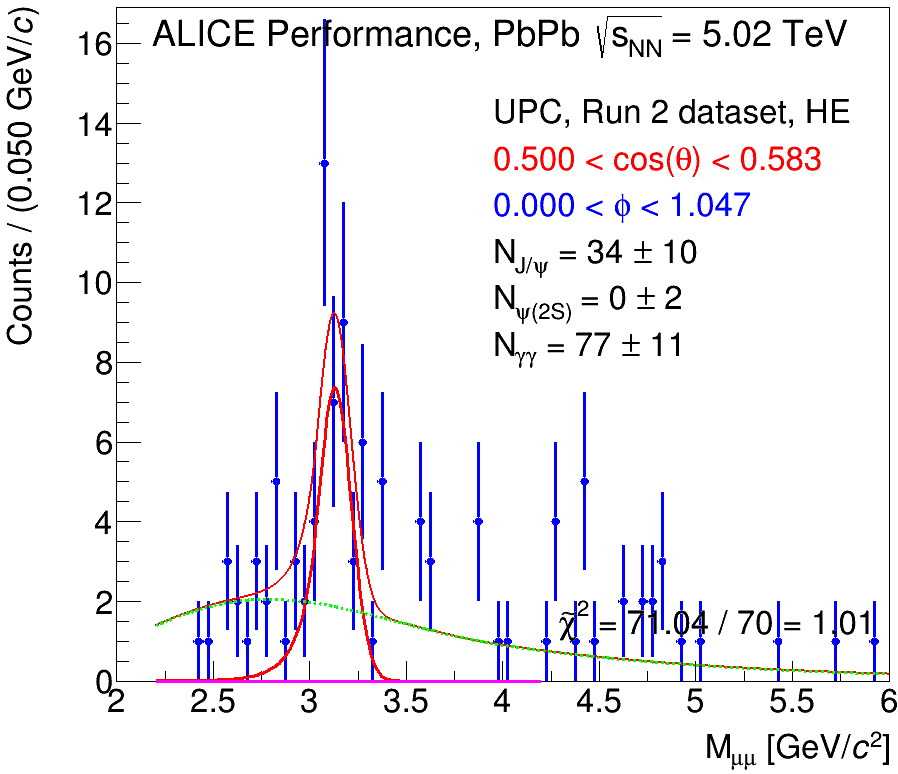 ALICE Performance, PbPb √s_NN = 5.02 TeV
UPC, Run 2 dataset, HE
0.500 < cos(θ) < 0.583
0.000 < φ < 1.047
N_J/ψ = 34 ± 10
N_ψ(2S) = 0 ± 2
N_γγ = 77 ± 11
χ̃² = 71.04 / 70 = 1.01
Counts / (0.050 GeV/c)
16
14
12
10
8
6
4
2
0
2 2.5 3 3.5 4 4.5 5 5.5 6
M_μμ [GeV/c²]